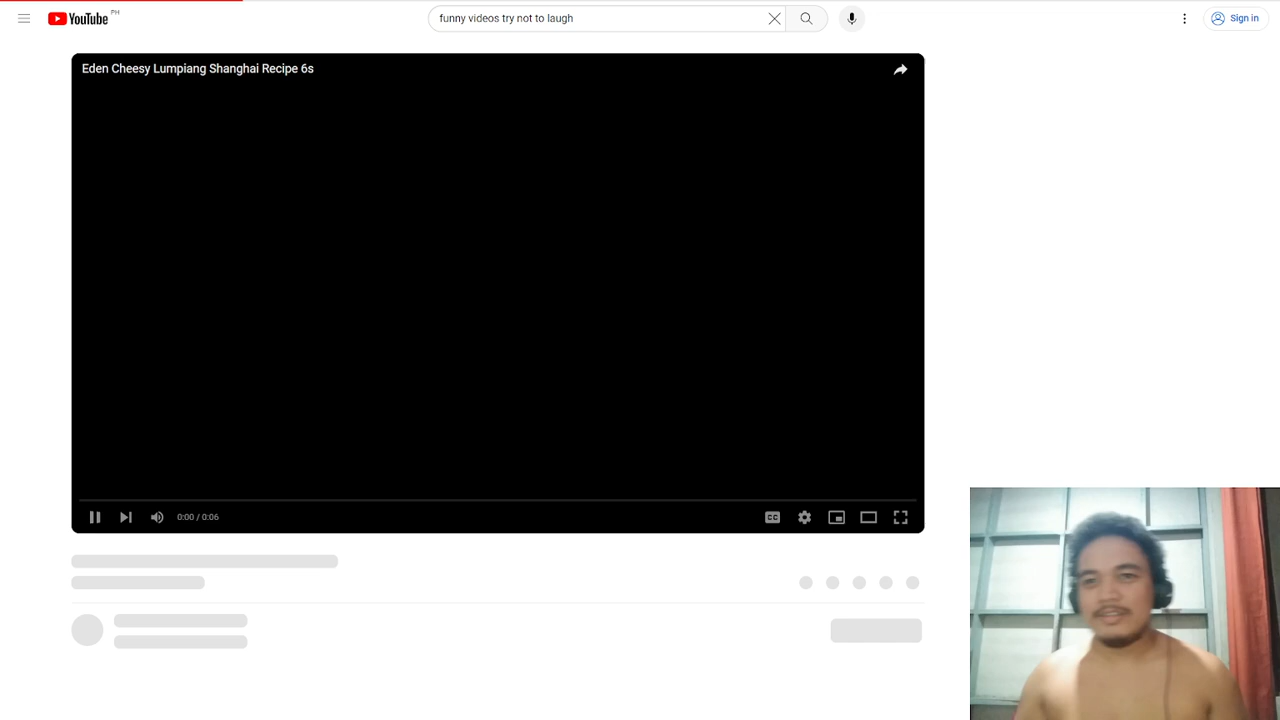 YouTube PH
funny videos try not to laugh
Sign in
Eden Cheesy Lumpiang Shanghai Recipe 6s
0:00 / 0:06
CC